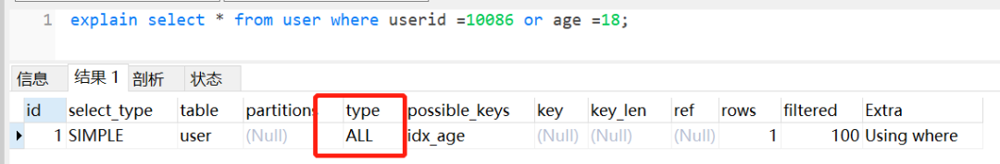 1 explain select * from user where userid =10086 or age =18;
信息 结果 1 剖析 状态
id select_type table partitions type possible_keys key key_len ref rows filtered Extra
1 SIMPLE user (Null) ALL idx_age (Null) (Null) (Null) 1 100 Using where